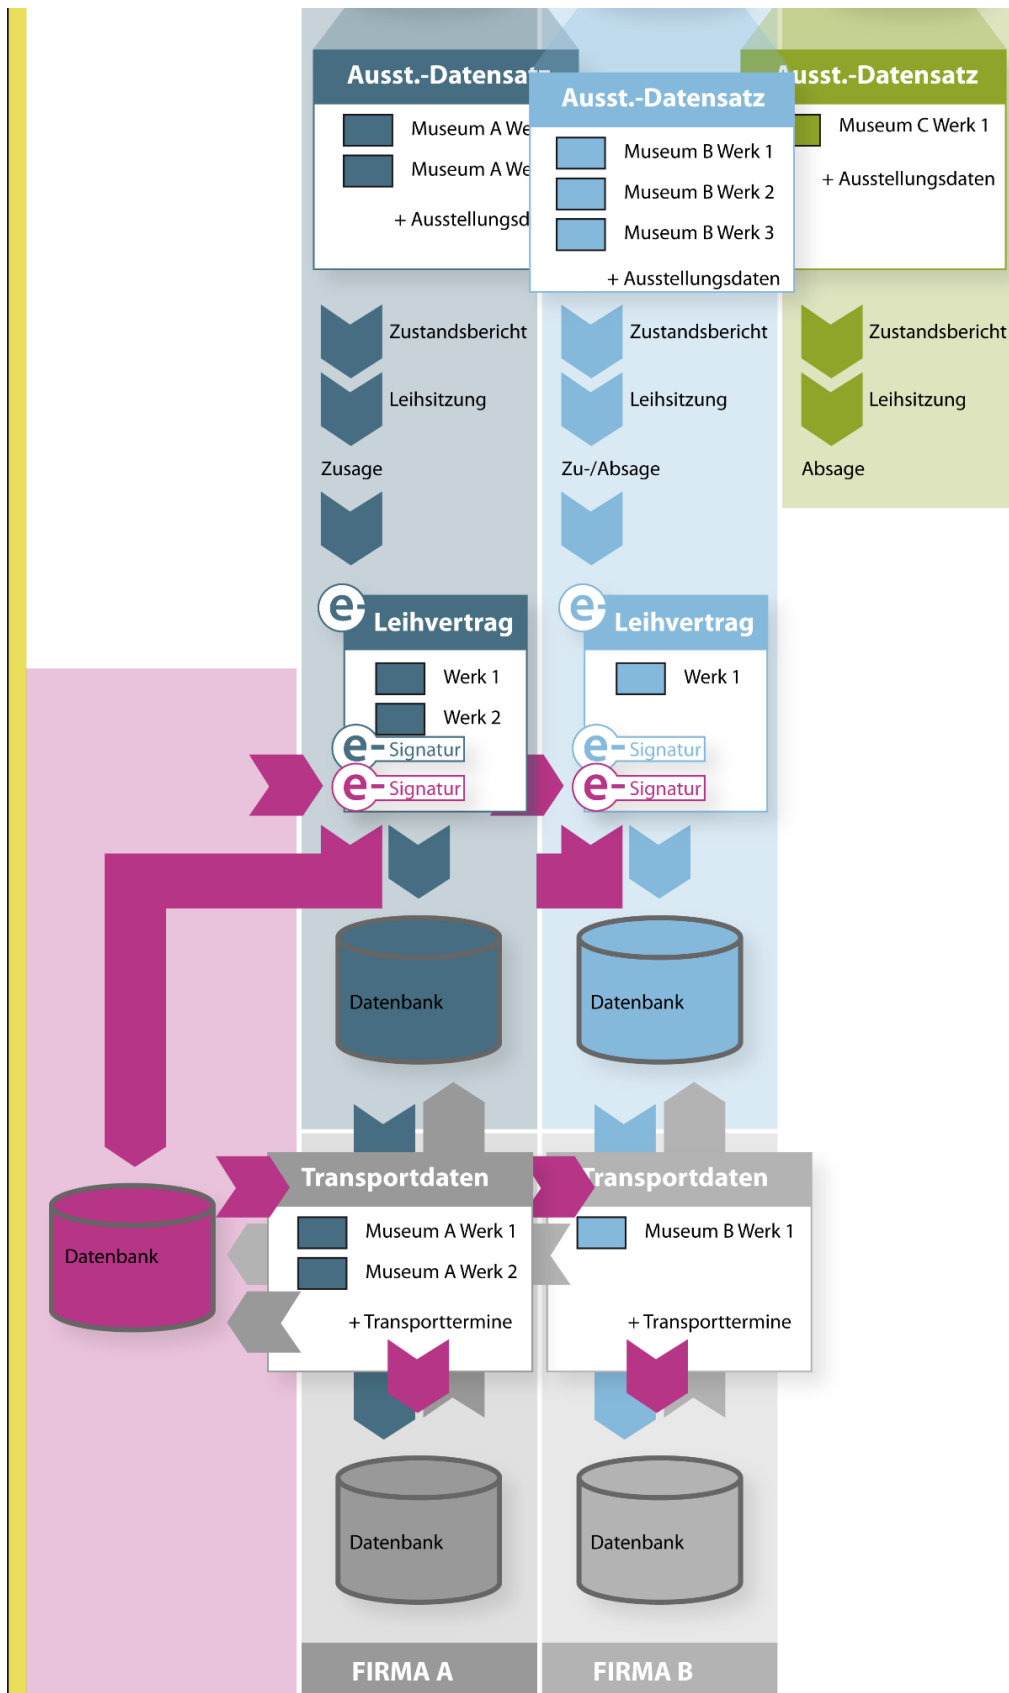 Ausst.-Datensatz
Museum A We
Museum A We
+ Ausstellungsd
Ausst.-Datensatz
Museum B Werk 1
Museum B Werk 2
Museum B Werk 3
+ Ausstellungsdaten
Ausst.-Datensatz
Museum C Werk 1
+ Ausstellungsdaten
Zustandsbericht
Zustandsbericht
Zustandsbericht
Leihsitzung
Leihsitzung
Leihsitzung
Zusage
Zu-/Absage
Absage
e-
Leihvertrag
Werk 1
Werk 2
e- Signatur
e- Signatur
e-
Leihvertrag
Werk 1
e- Signatur
e- Signatur
Datenbank
Datenbank
Datenbank
Transportdaten
Museum A Werk 1
Museum A Werk 2
+ Transporttermine
Transportdaten
Museum B Werk 1
+ Transporttermine
Datenbank
Datenbank
FIRMA A
FIRMA B